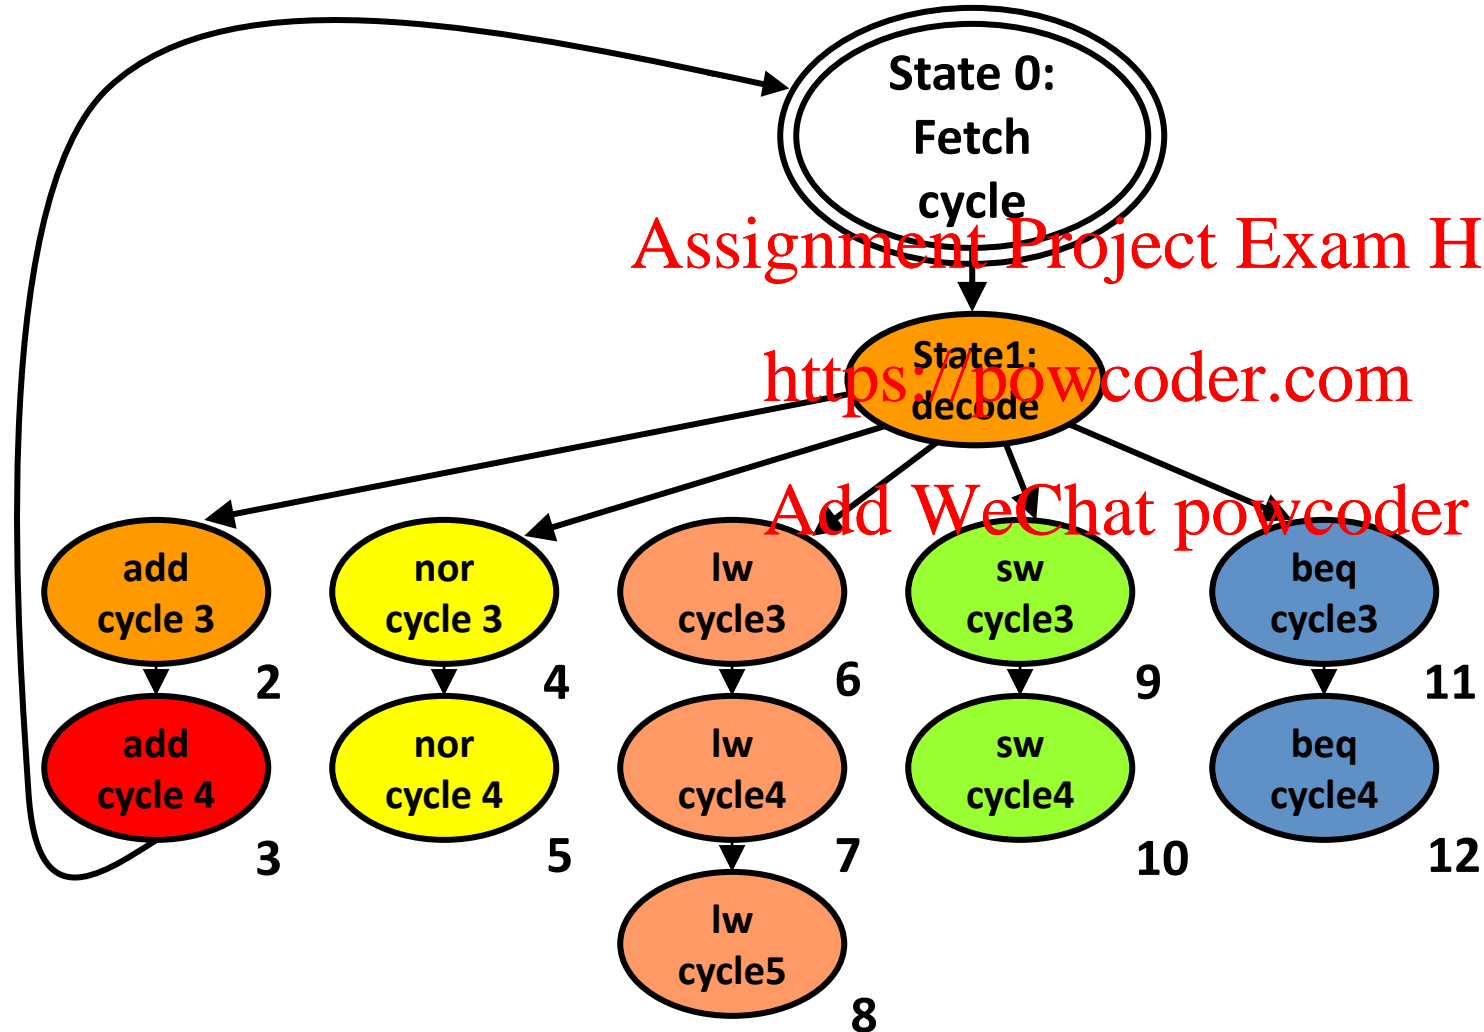 State 0:
Fetch
cycle
Assignment Project Exam H
State1:
decode
https://powcoder.com
Add WeChat powcoder
add
cycle 3
2
nor
cycle 3
4
lw
cycle3
6
sw
cycle3
9
beq
cycle3
11
add
cycle 4
3
nor
cycle 4
5
lw
cycle4
7
sw
cycle4
10
beq
cycle4
12
lw
cycle5
8